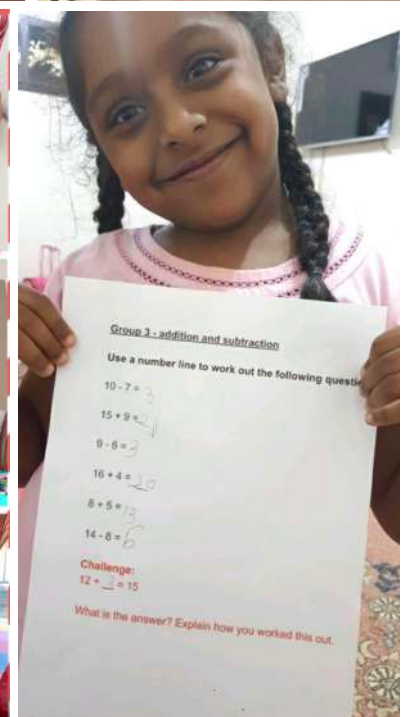 Group 3 - addition and subtraction
Use a number line to work out the following questi
10 - 7 = 3
15 + 9 = 24
9 - 6 = 3
16 + 4 = 20
8 + 5 = 13
14 - 8 = 6
Challenge:
12 + 3 = 15
What is the answer? Explain how you worked this out.